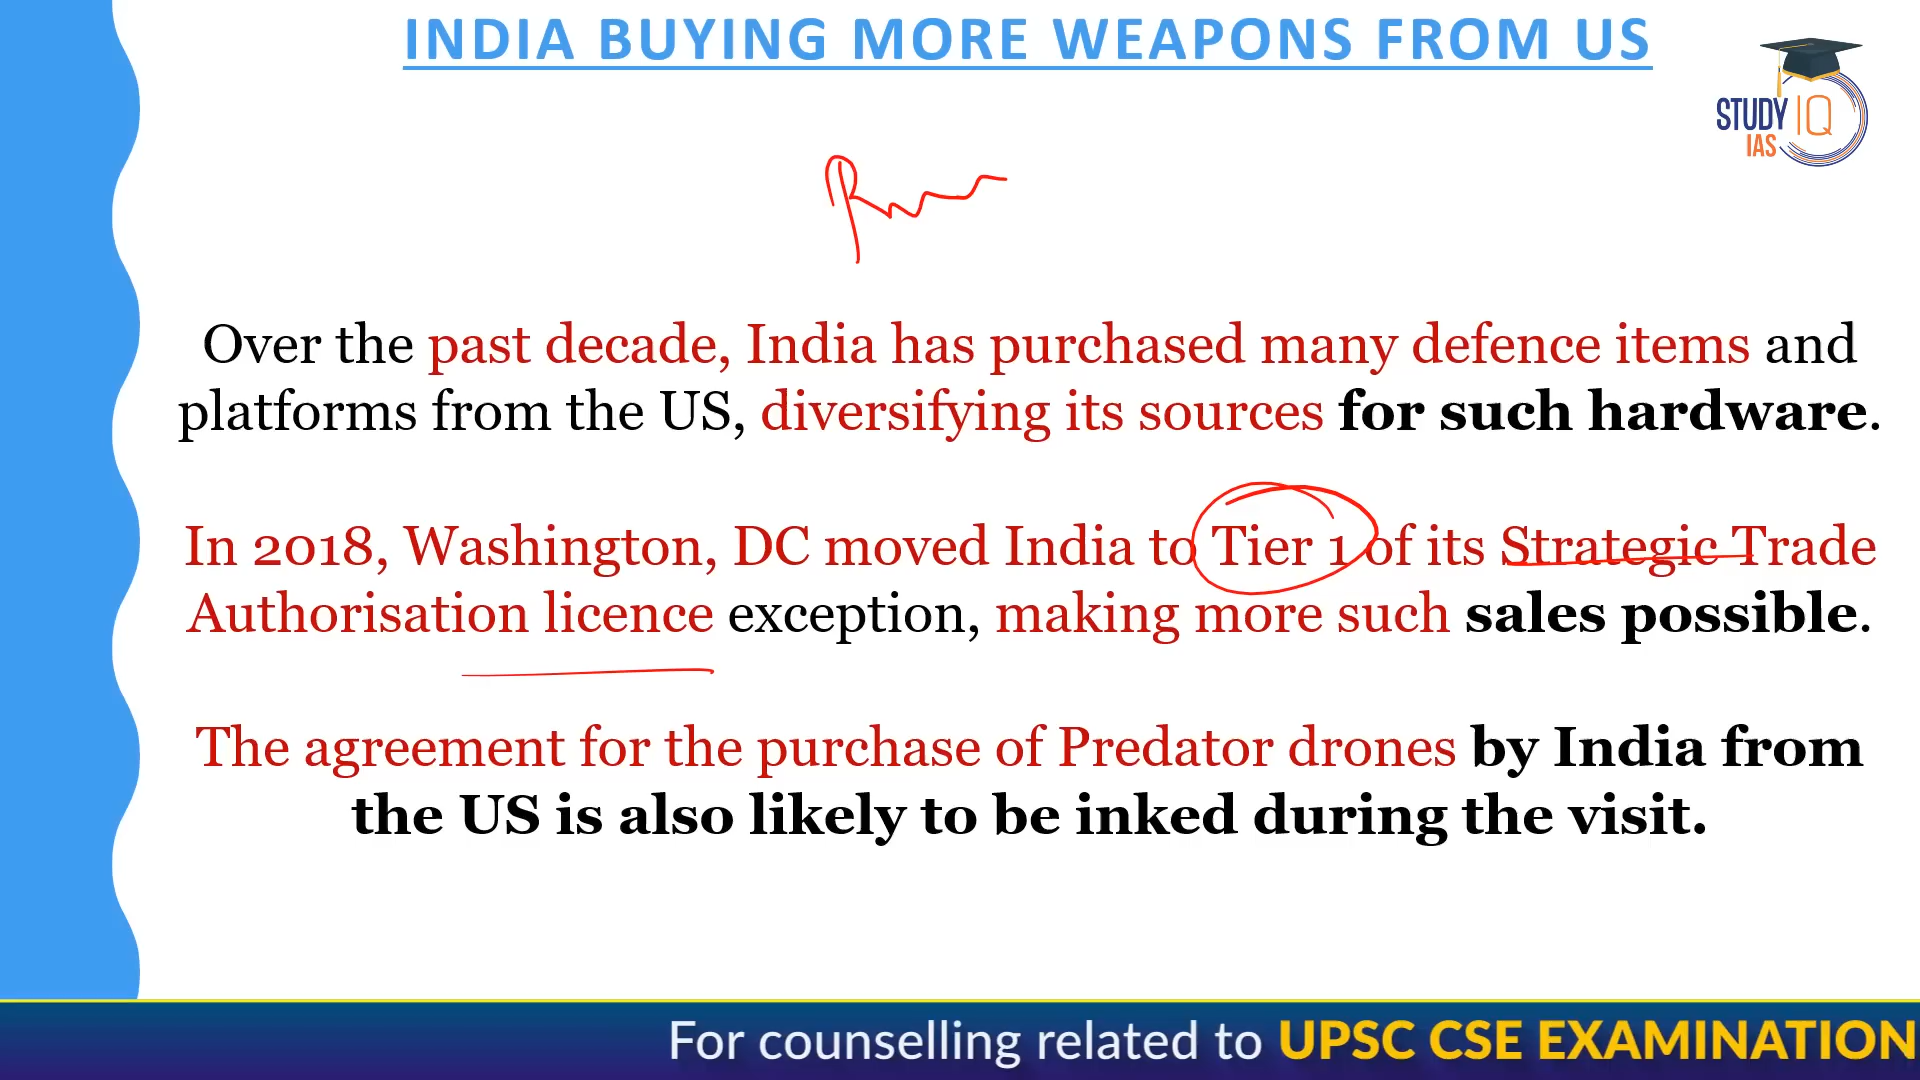 INDIA BUYING MORE WEAPONS FROM US
STUDY IQ
IAS
Over the past decade, India has purchased many defence items and
platforms from the US, diversifying its sources for such hardware.
In 2018, Washington, DC moved India to Tier 1 of its Strategic Trade
Authorisation licence exception, making more such sales possible.
The agreement for the purchase of Predator drones by India from
the US is also likely to be inked during the visit.
For counselling related to UPSC CSE EXAMINATION